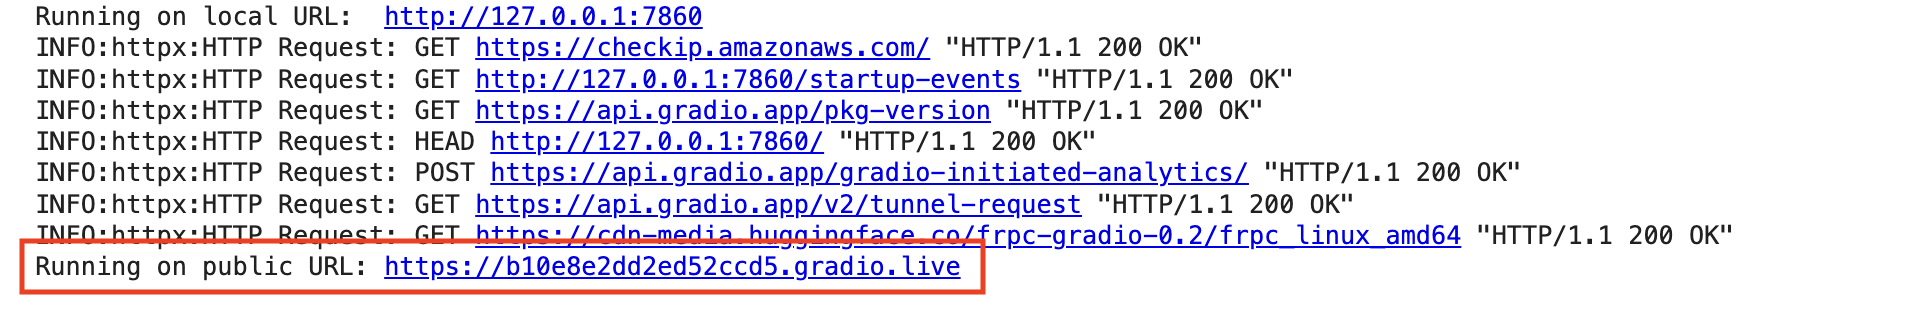 Running on local URL:  http://127.0.0.1:7860
INFO:httpx:HTTP Request: GET https://checkip.amazonaws.com/ "HTTP/1.1 200 OK"
INFO:httpx:HTTP Request: GET http://127.0.0.1:7860/startup-events "HTTP/1.1 200 OK"
INFO:httpx:HTTP Request: GET https://api.gradio.app/pkg-version "HTTP/1.1 200 OK"
INFO:httpx:HTTP Request: HEAD http://127.0.0.1:7860/ "HTTP/1.1 200 OK"
INFO:httpx:HTTP Request: POST https://api.gradio.app/gradio-initiated-analytics/ "HTTP/1.1 200 OK"
INFO:httpx:HTTP Request: GET https://api.gradio.app/v2/tunnel-request "HTTP/1.1 200 OK"
INFO:httpx:HTTP Request: GET https://cdn-media.huggingface.co/frpc-gradio-0.2/frpc_linux_amd64 "HTTP/1.1 200 OK"
Running on public URL: https://b10e8e2dd2ed52ccd5.gradio.live